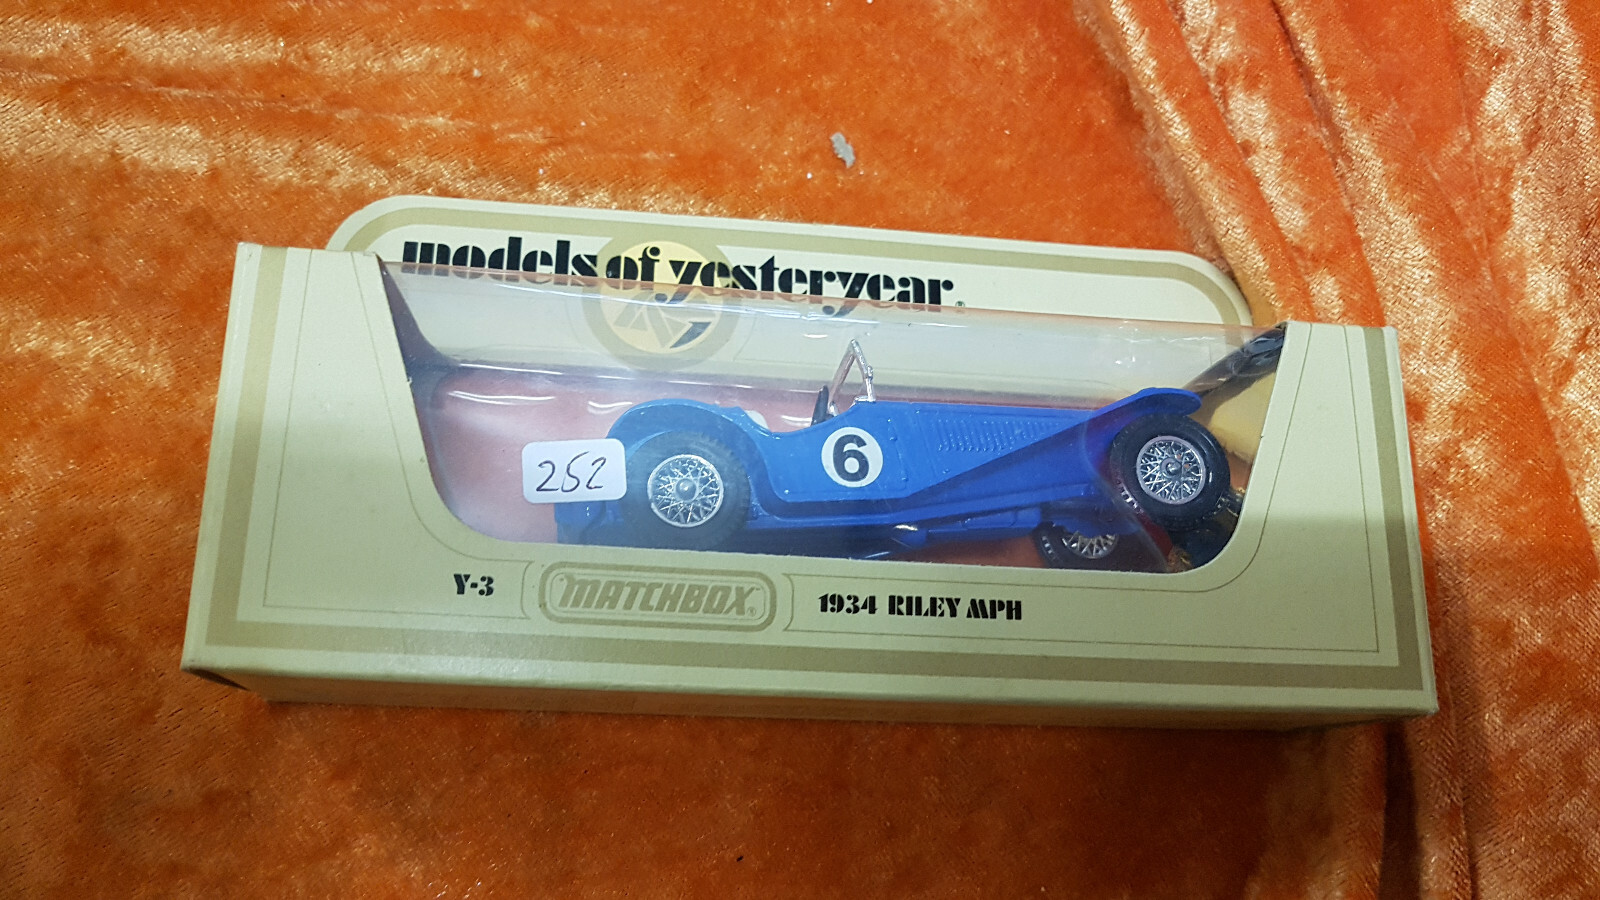 models of yesteryear®
6
252
Y-3
MATCHBOX®
1934 RILEY MPH